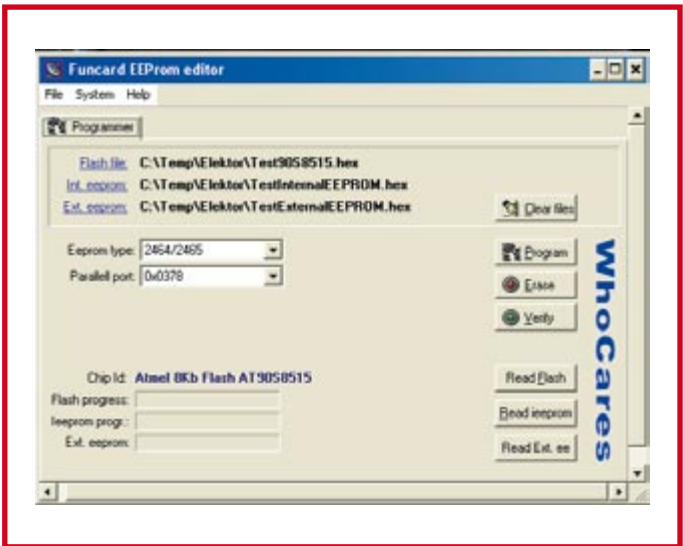 Funcard EEProm editor
File System Help
Programmer
Flash file: C:\Temp\Elektor\Test90S8515.hex
Int. eeprom: C:\Temp\Elektor\TestInternalEEPROM.hex
Ext. eeprom: C:\Temp\Elektor\TestExternalEEPROM.hex
Clear files
Eeprom type: 2464/2465
Program
Parallell port: 0x0378
Erase
Verify
WhoCares
Chip Id: Atmel 8Kb Flash AT90S8515
Read Flash
Flash progress:
Ieeprom progr.:
Read ieeprom
Ext. eeprom:
Read Ext. ee